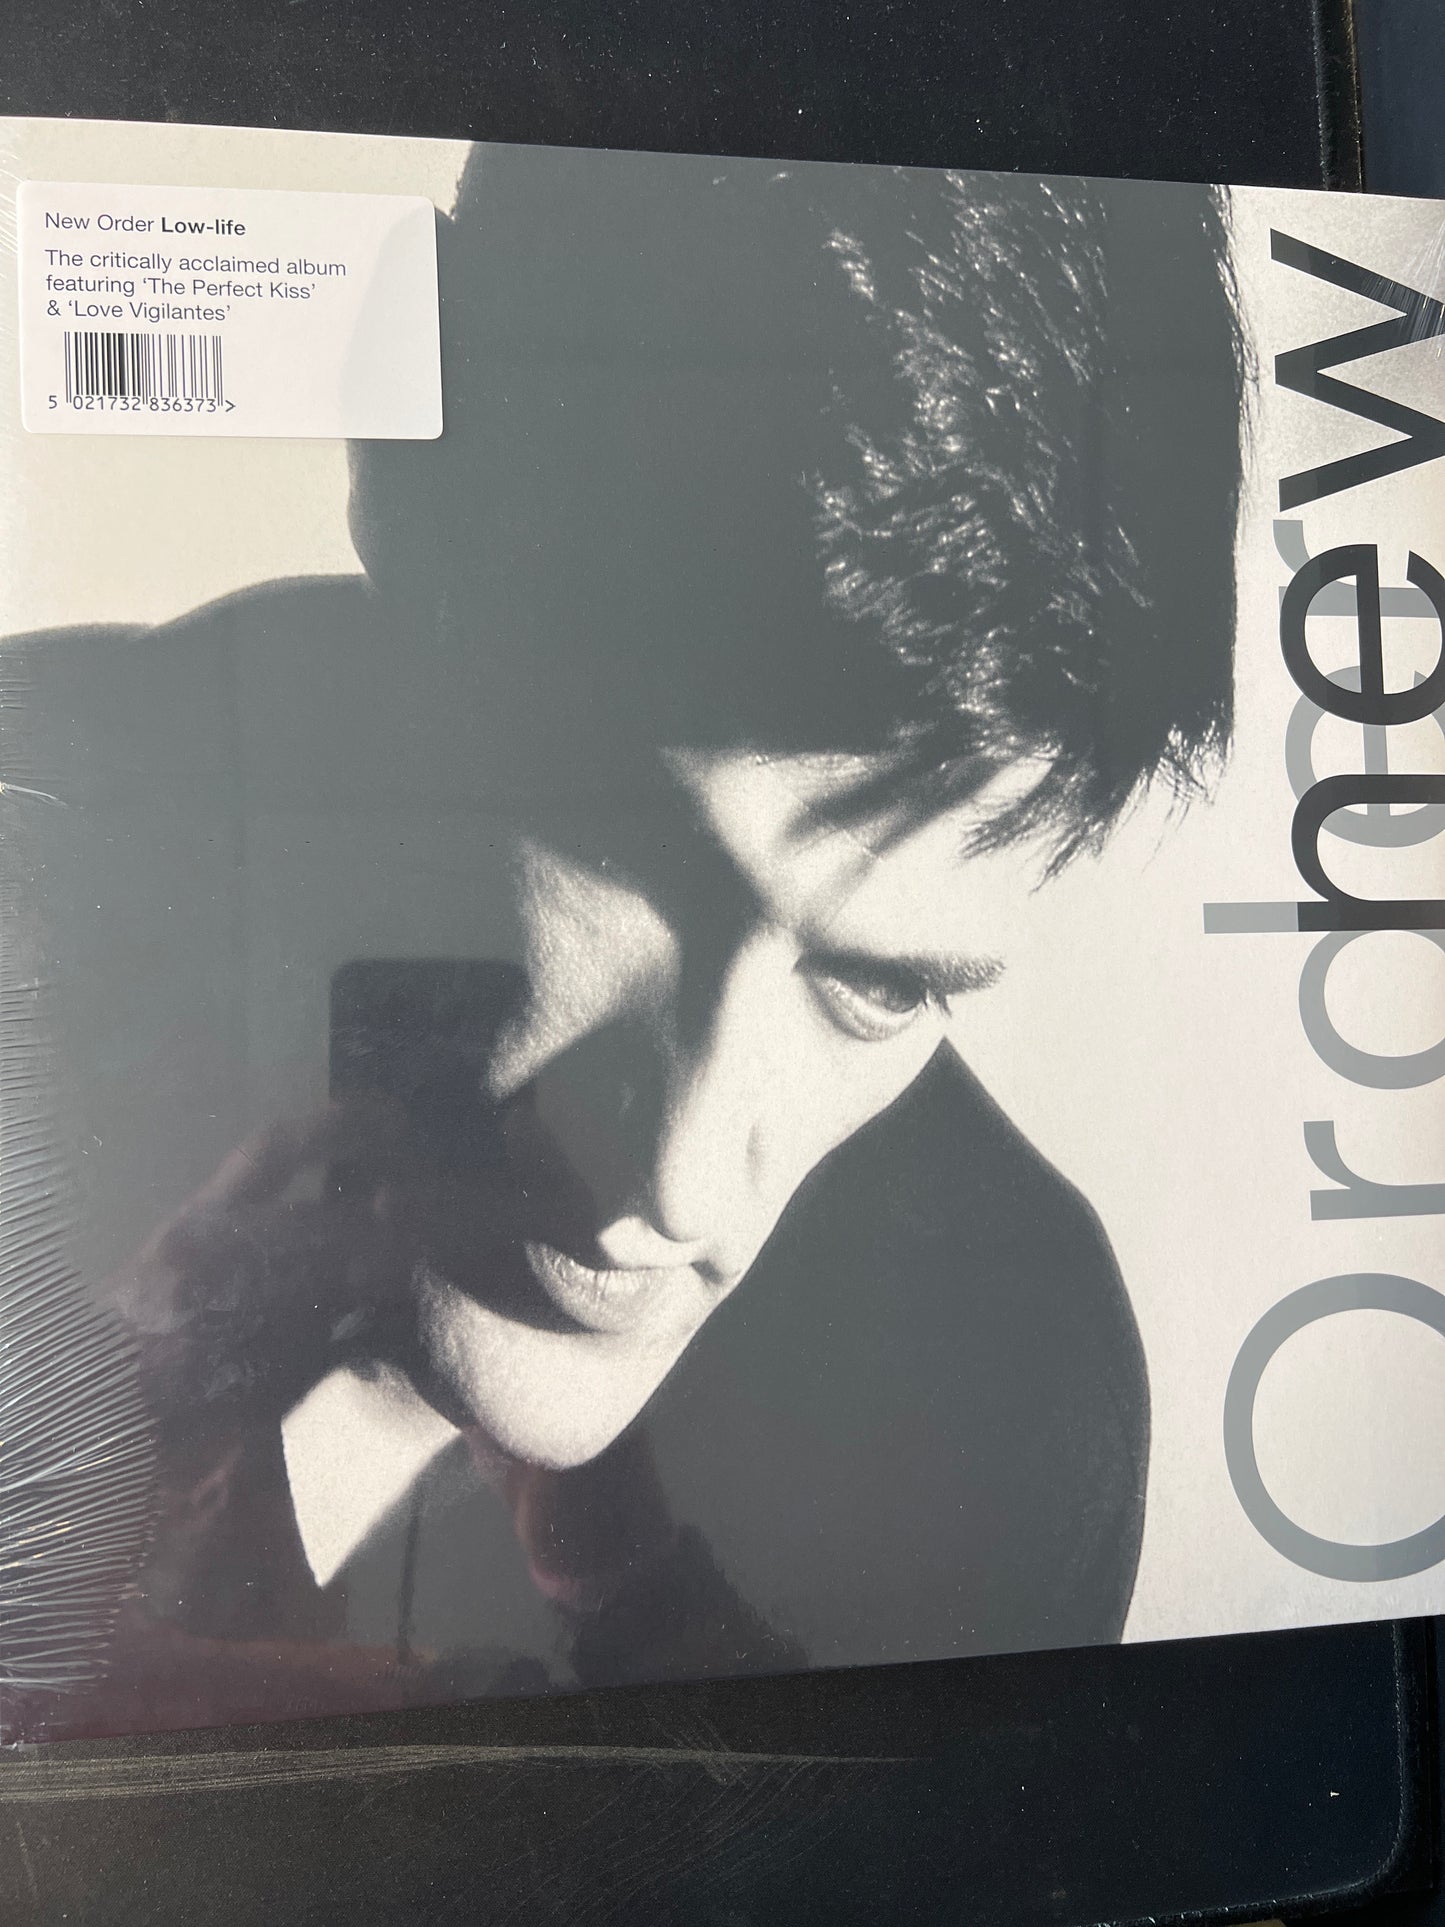 New Order Low-life
The critically acclaimed album
featuring ‘The Perfect Kiss’
& ‘Love Vigilantes’
5 021732 836373 >
new
Order